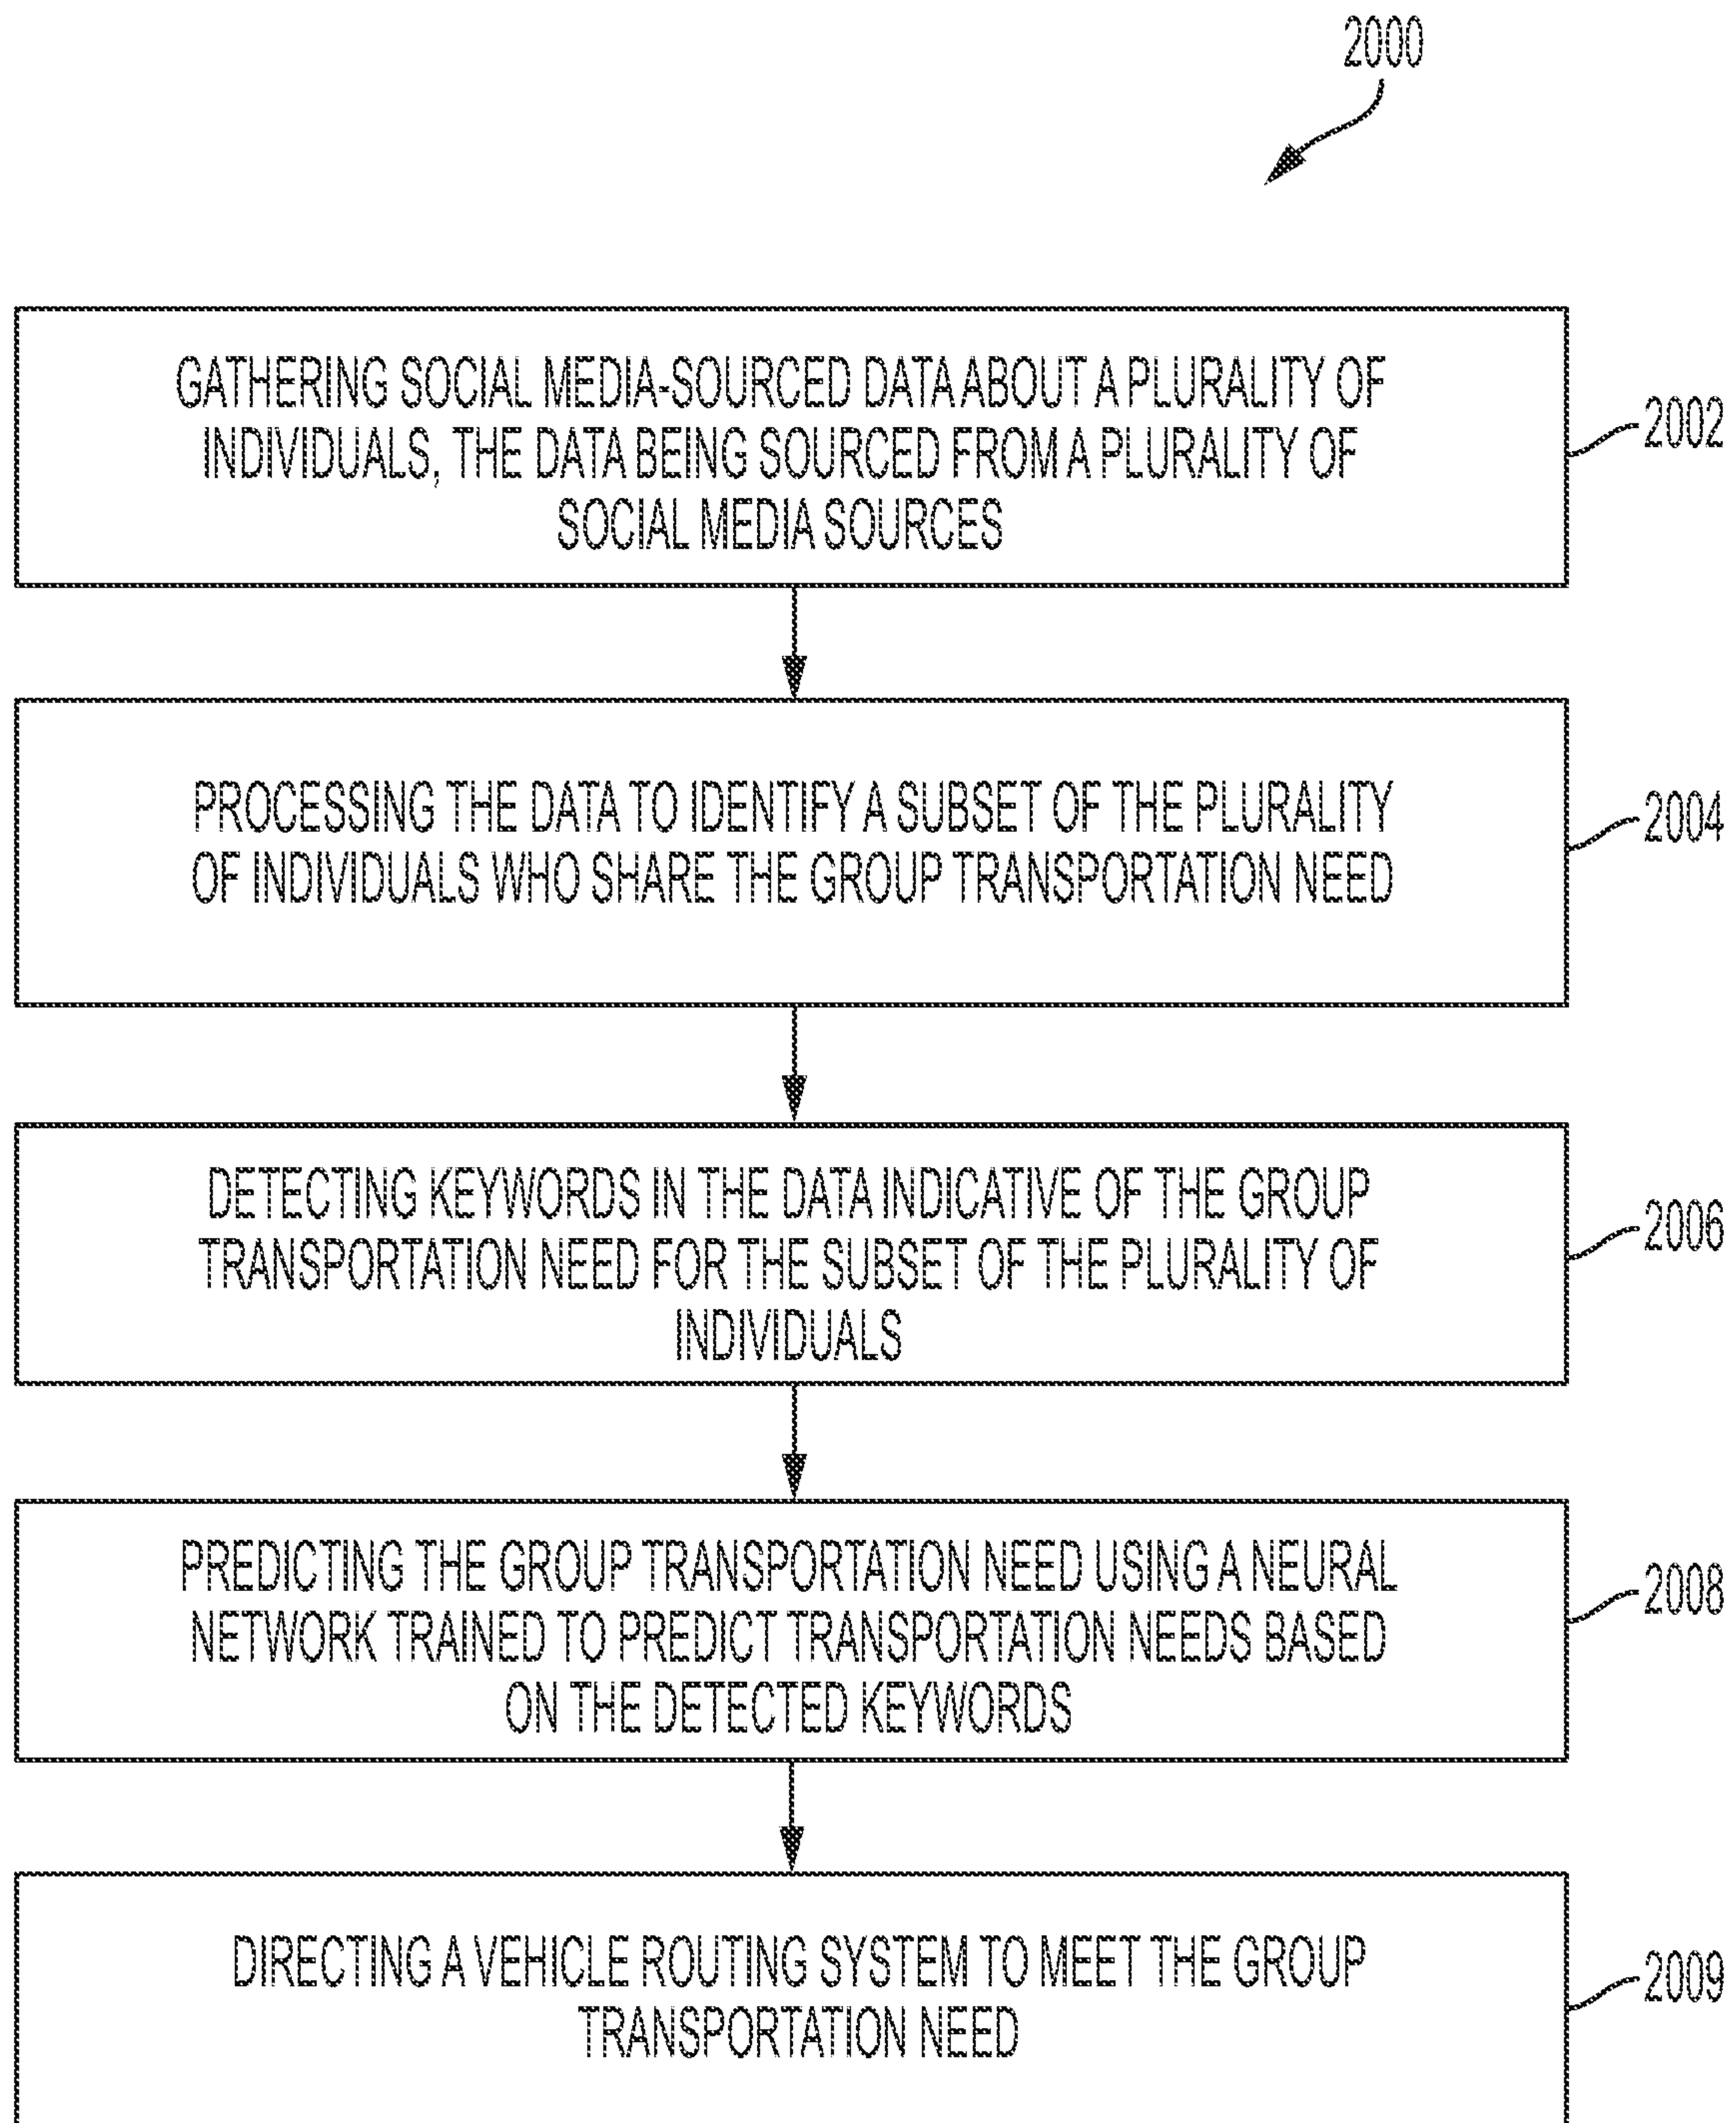 2000
GATHERING SOCIAL MEDIA-SOURCED DATA ABOUT A PLURALITY OF
INDIVIDUALS, THE DATA BEING SOURCED FROM A PLURALITY OF
SOCIAL MEDIA SOURCES
2002
PROCESSING THE DATA TO IDENTIFY A SUBSET OF THE PLURALITY
OF INDIVIDUALS WHO SHARE THE GROUP TRANSPORTATION NEED
2004
DETECTING KEYWORDS IN THE DATA INDICATIVE OF THE GROUP
TRANSPORTATION NEED FOR THE SUBSET OF THE PLURALITY OF
INDIVIDUALS
2006
PREDICTING THE GROUP TRANSPORTATION NEED USING A NEURAL
NETWORK TRAINED TO PREDICT TRANSPORTATION NEEDS BASED
ON THE DETECTED KEYWORDS
2008
DIRECTING A VEHICLE ROUTING SYSTEM TO MEET THE GROUP
TRANSPORTATION NEED
2009